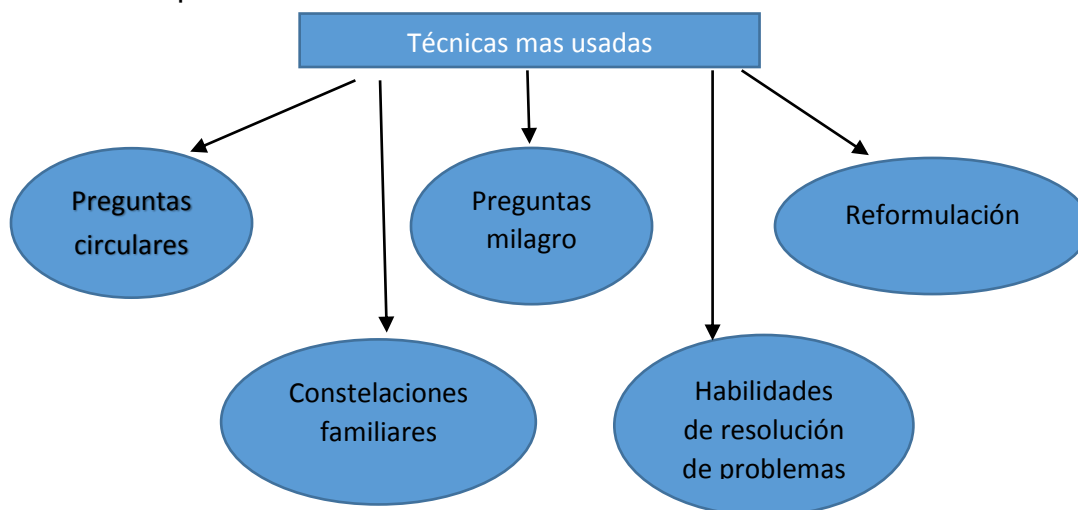 Técnicas mas usadas
Preguntas
circulares
Preguntas
milagro
Reformulación
Constelaciones
familiares
Habilidades
de resolución
de problemas